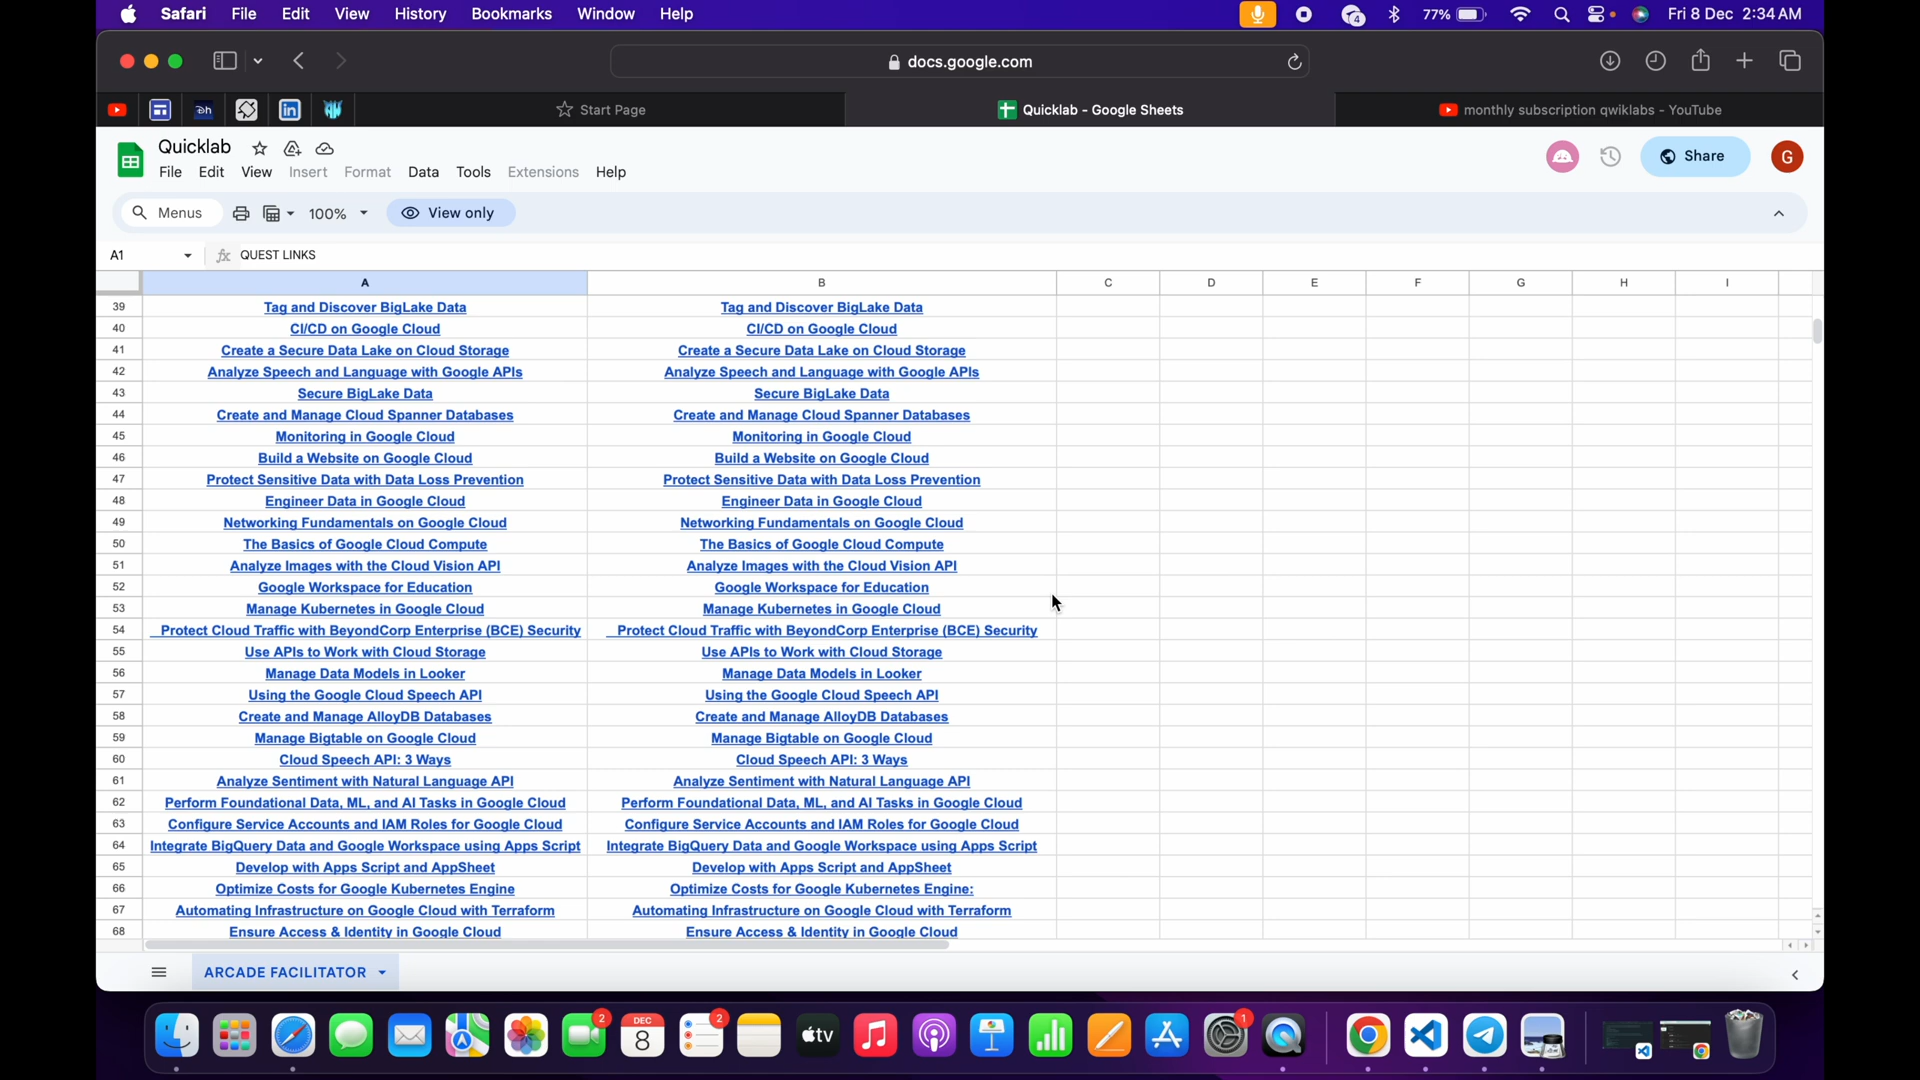 Safari File Edit View History Bookmarks Window Help 4 77% Fri 8 Dec 2:34 AM
docs.google.com
Start Page Quicklab - Google Sheets monthly subscription qwiklabs - YouTube
Quicklab
File Edit View Insert Format Data Tools Extensions Help
Share G
Menus 100% View only
A1 fx QUEST LINKS
A B C D E F G H I
39 Tag and Discover BigLake Data Tag and Discover BigLake Data
40 CI/CD on Google Cloud CI/CD on Google Cloud
41 Create a Secure Data Lake on Cloud Storage Create a Secure Data Lake on Cloud Storage
42 Analyze Speech and Language with Google APIs Analyze Speech and Language with Google APIs
43 Secure BigLake Data Secure BigLake Data
44 Create and Manage Cloud Spanner Databases Create and Manage Cloud Spanner Databases
45 Monitoring in Google Cloud Monitoring in Google Cloud
46 Build a Website on Google Cloud Build a Website on Google Cloud
47 Protect Sensitive Data with Data Loss Prevention Protect Sensitive Data with Data Loss Prevention
48 Engineer Data in Google Cloud Engineer Data in Google Cloud
49 Networking Fundamentals on Google Cloud Networking Fundamentals on Google Cloud
50 The Basics of Google Cloud Compute The Basics of Google Cloud Compute
51 Analyze Images with the Cloud Vision API Analyze Images with the Cloud Vision API
52 Google Workspace for Education Google Workspace for Education
53 Manage Kubernetes in Google Cloud Manage Kubernetes in Google Cloud
54 Protect Cloud Traffic with BeyondCorp Enterprise (BCE) Security Protect Cloud Traffic with BeyondCorp Enterprise (BCE) Security
55 Use APIs to Work with Cloud Storage Use APIs to Work with Cloud Storage
56 Manage Data Models in Looker Manage Data Models in Looker
57 Using the Google Cloud Speech API Using the Google Cloud Speech API
58 Create and Manage AlloyDB Databases Create and Manage AlloyDB Databases
59 Manage Bigtable on Google Cloud Manage Bigtable on Google Cloud
60 Cloud Speech API: 3 Ways Cloud Speech API: 3 Ways
61 Analyze Sentiment with Natural Language API Analyze Sentiment with Natural Language API
62 Perform Foundational Data, ML, and AI Tasks in Google Cloud Perform Foundational Data, ML, and AI Tasks in Google Cloud
63 Configure Service Accounts and IAM Roles for Google Cloud Configure Service Accounts and IAM Roles for Google Cloud
64 Integrate BigQuery Data and Google Workspace using Apps Script Integrate BigQuery Data and Google Workspace using Apps Script
65 Develop with Apps Script and AppSheet Develop with Apps Script and AppSheet
66 Optimize Costs for Google Kubernetes Engine Optimize Costs for Google Kubernetes Engine:
67 Automating Infrastructure on Google Cloud with Terraform Automating Infrastructure on Google Cloud with Terraform
68 Ensure Access & Identity in Google Cloud Ensure Access & Identity in Google Cloud
ARCADE FACILITATOR
2 DEC 8 2 tv 1